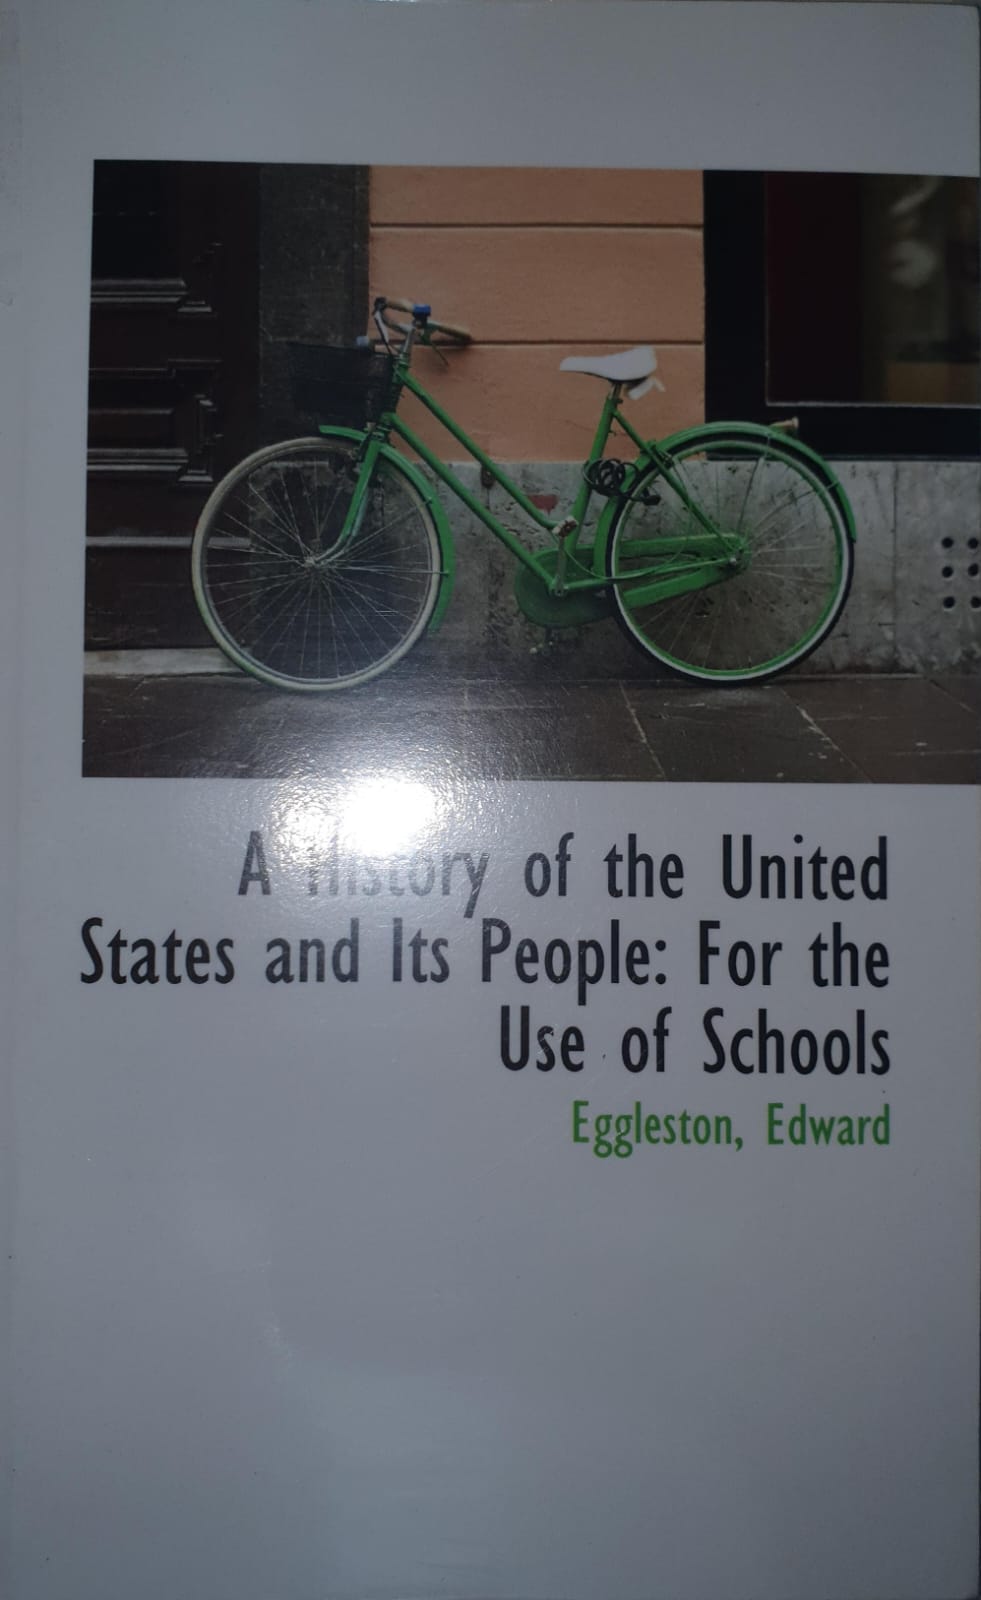 A History of the United
States and Its People: For the
Use of Schools
Eggleston, Edward